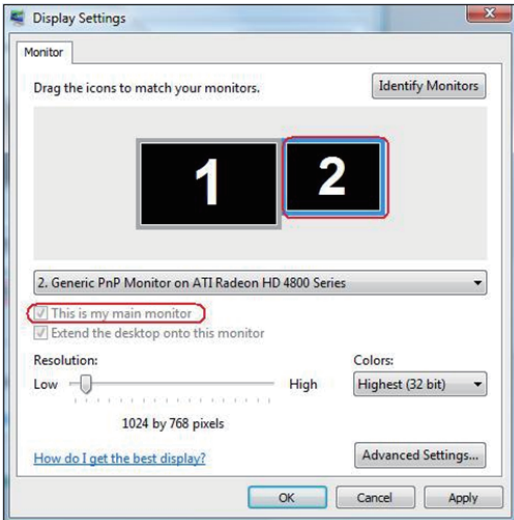 Display Settings
Monitor
Drag the icons to match your monitors.
Identify Monitors
1 2
2. Generic PnP Monitor on ATI Radeon HD 4800 Series
This is my main monitor
Extend the desktop onto this monitor
Resolution:
Colors:
Low High
Highest (32 bit)
1024 by 768 pixels
How do I get the best display?
Advanced Settings...
OK Cancel Apply